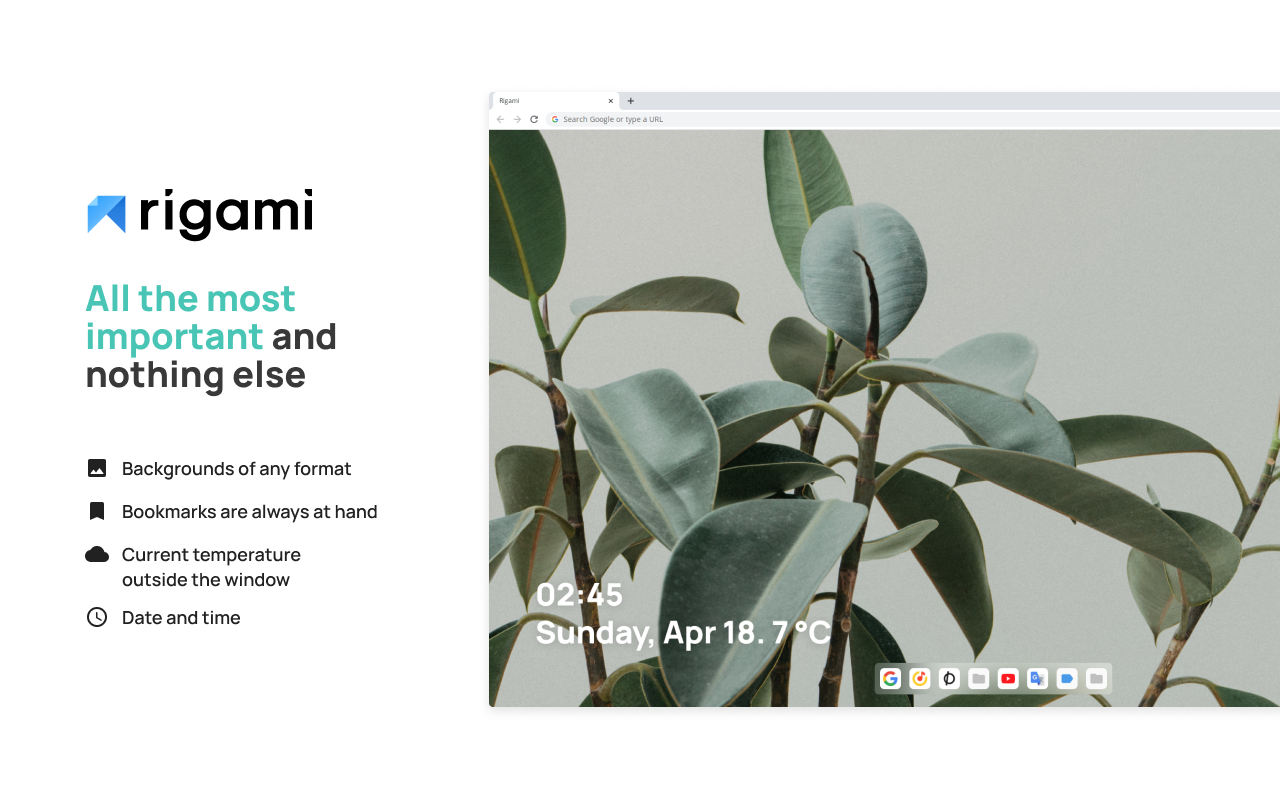 rigami
All the most
important and
nothing else
Backgrounds of any format
Bookmarks are always at hand
Current temperature
outside the window
Date and time
Rigami
Search Google or type a URL
02:45
Sunday, Apr 18. 7 °C